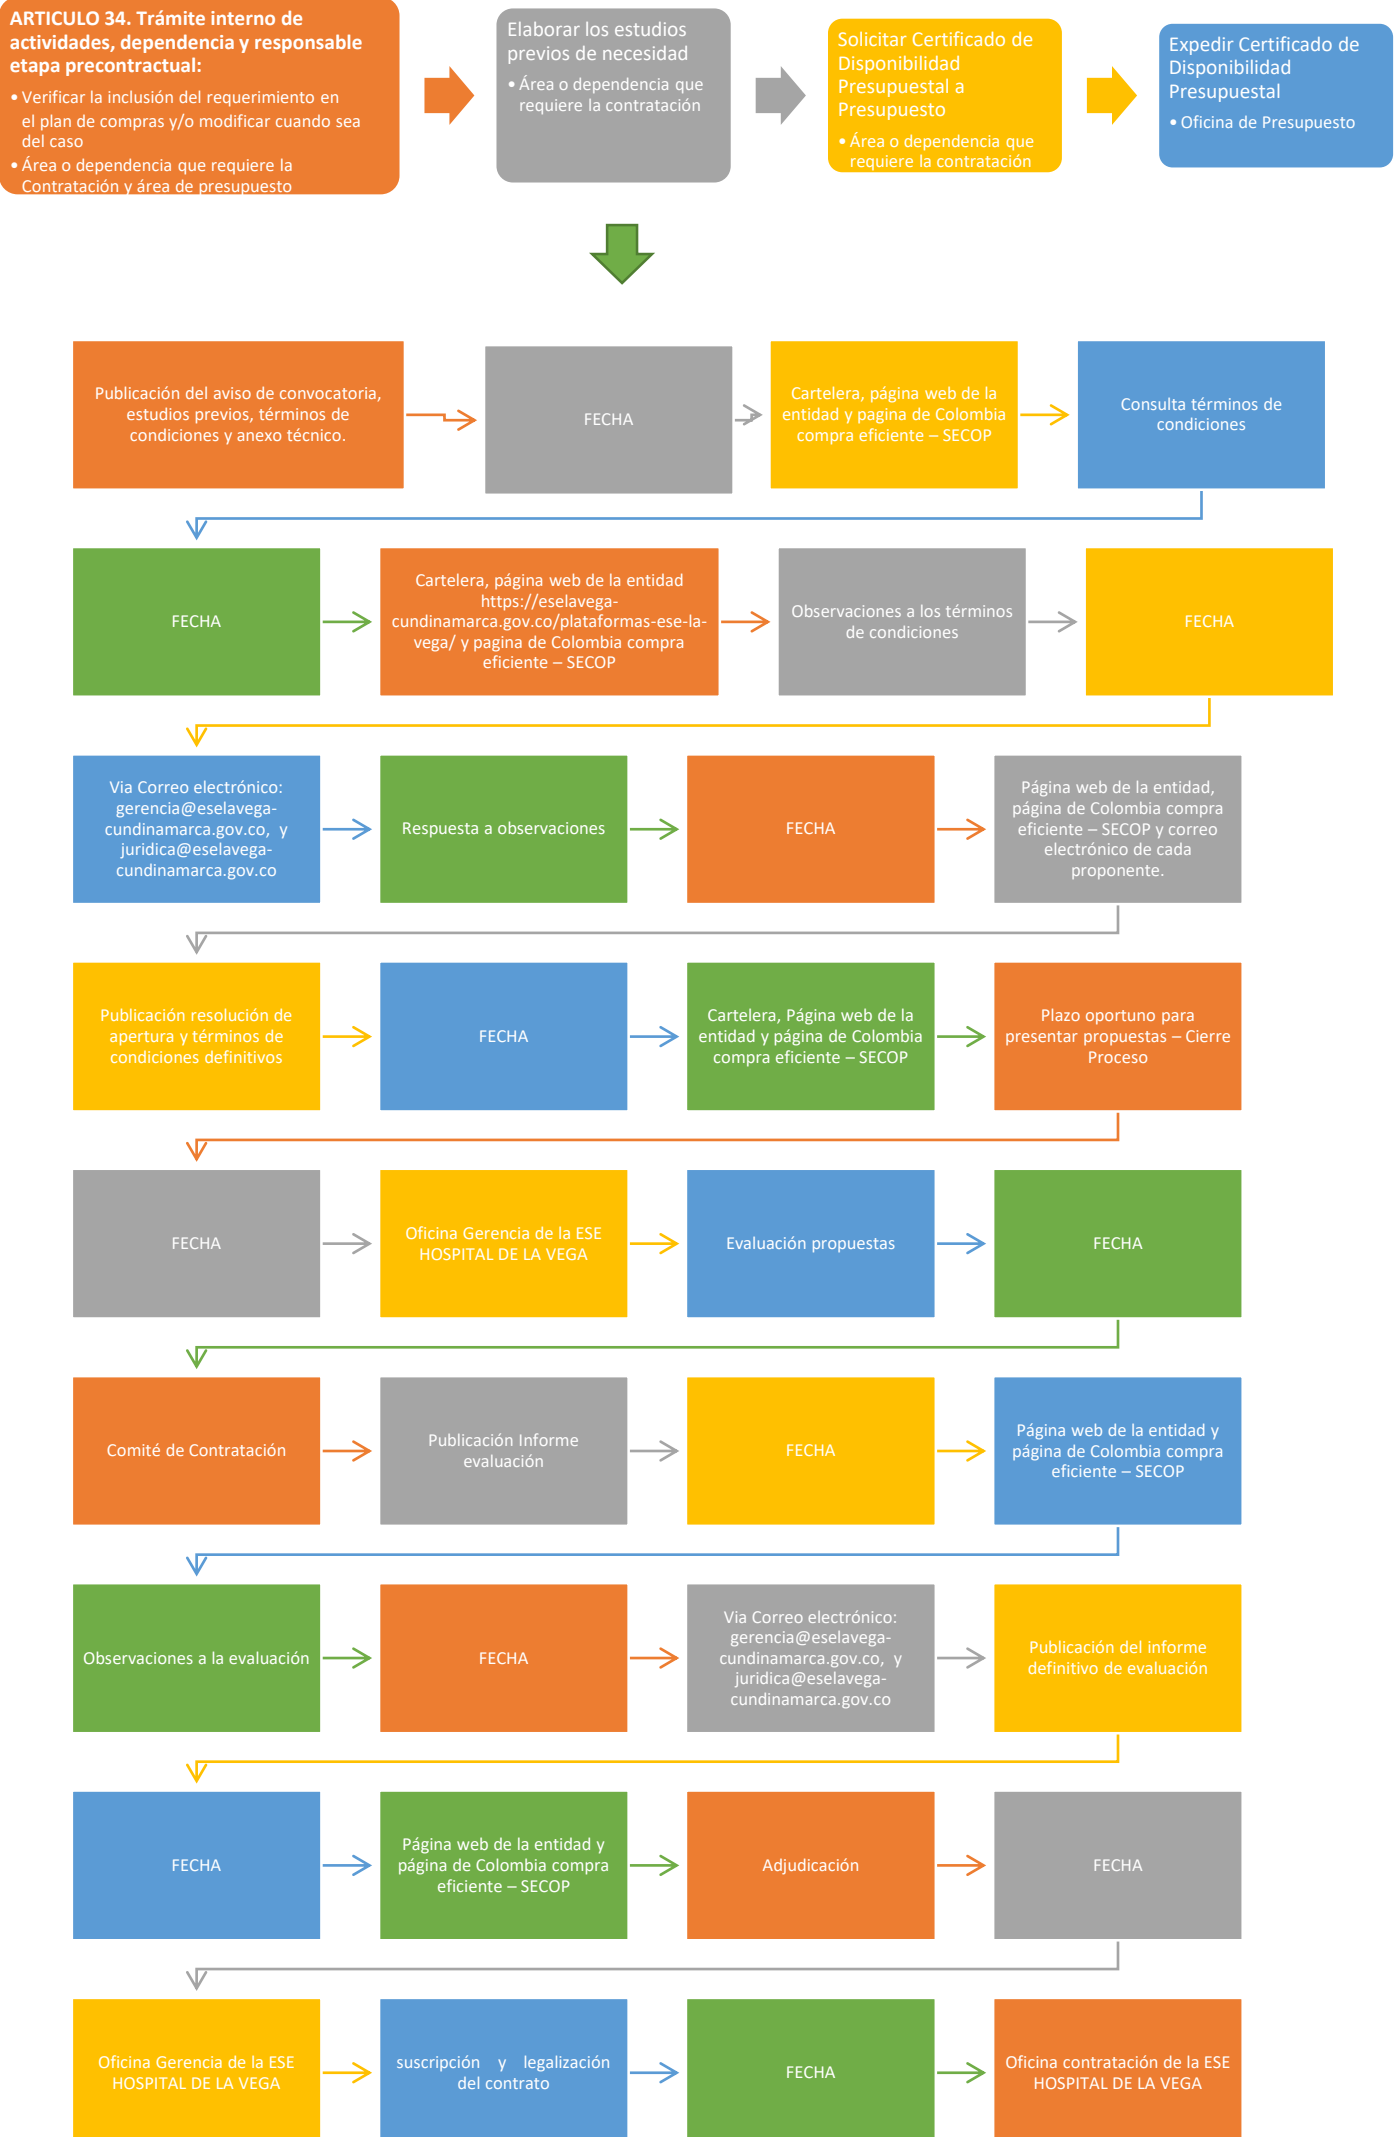 ARTICULO 34. Trámite interno de
actividades, dependencia y responsable
etapa precontractual:
• Verificar la inclusión del requerimiento en
el plan de compras y/o modificar cuando sea
del caso
• Área o dependencia que requiere la
Contratación y área de presupuesto
Elaborar los estudios
previos de necesidad
• Área o dependencia que
requiere la contratación
Solicitar Certificado de
Disponibilidad
Presupuestal a
Presupuesto
• Área o dependencia que
requiere la contratación
Expedir Certificado de
Disponibilidad
Presupuestal
• Oficina de Presupuesto
Publicación del aviso de convocatoria,
estudios previos, términos de
condiciones y anexo técnico.
FECHA
Cartelera, página web de la
entidad y pagina de Colombia
compra eficiente – SECOP
Consulta términos de
condiciones
FECHA
Cartelera, página web de la entidad
https://eselavega-
cundinamarca.gov.co/plataformas-ese-la-
vega/ y pagina de Colombia compra
eficiente – SECOP
Observaciones a los términos
de condiciones
FECHA
Via Correo electrónico:
gerencia@eselavega-
cundinamarca.gov.co, y
juridica@eselavega-
cundinamarca.gov.co
Respuesta a observaciones
FECHA
Página web de la entidad,
página de Colombia compra
eficiente – SECOP y correo
electrónico de cada
proponente.
Publicación resolución de
apertura y términos de
condiciones definitivos
FECHA
Cartelera, Página web de la
entidad y página de Colombia
compra eficiente – SECOP
Plazo oportuno para
presentar propuestas – Cierre
Proceso
FECHA
Oficina Gerencia de la ESE
HOSPITAL DE LA VEGA
Evaluación propuestas
FECHA
Comité de Contratación
Publicación Informe
evaluación
FECHA
Página web de la entidad y
página de Colombia compra
eficiente – SECOP
Observaciones a la evaluación
FECHA
Via Correo electrónico:
gerencia@eselavega-
cundinamarca.gov.co, y
juridica@eselavega-
cundinamarca.gov.co
Publicación del informe
definitivo de evaluación
FECHA
Página web de la entidad y
página de Colombia compra
eficiente – SECOP
Adjudicación
FECHA
Oficina Gerencia de la ESE
HOSPITAL DE LA VEGA
suscripción y legalización
del contrato
FECHA
Oficina contratación de la ESE
HOSPITAL DE LA VEGA